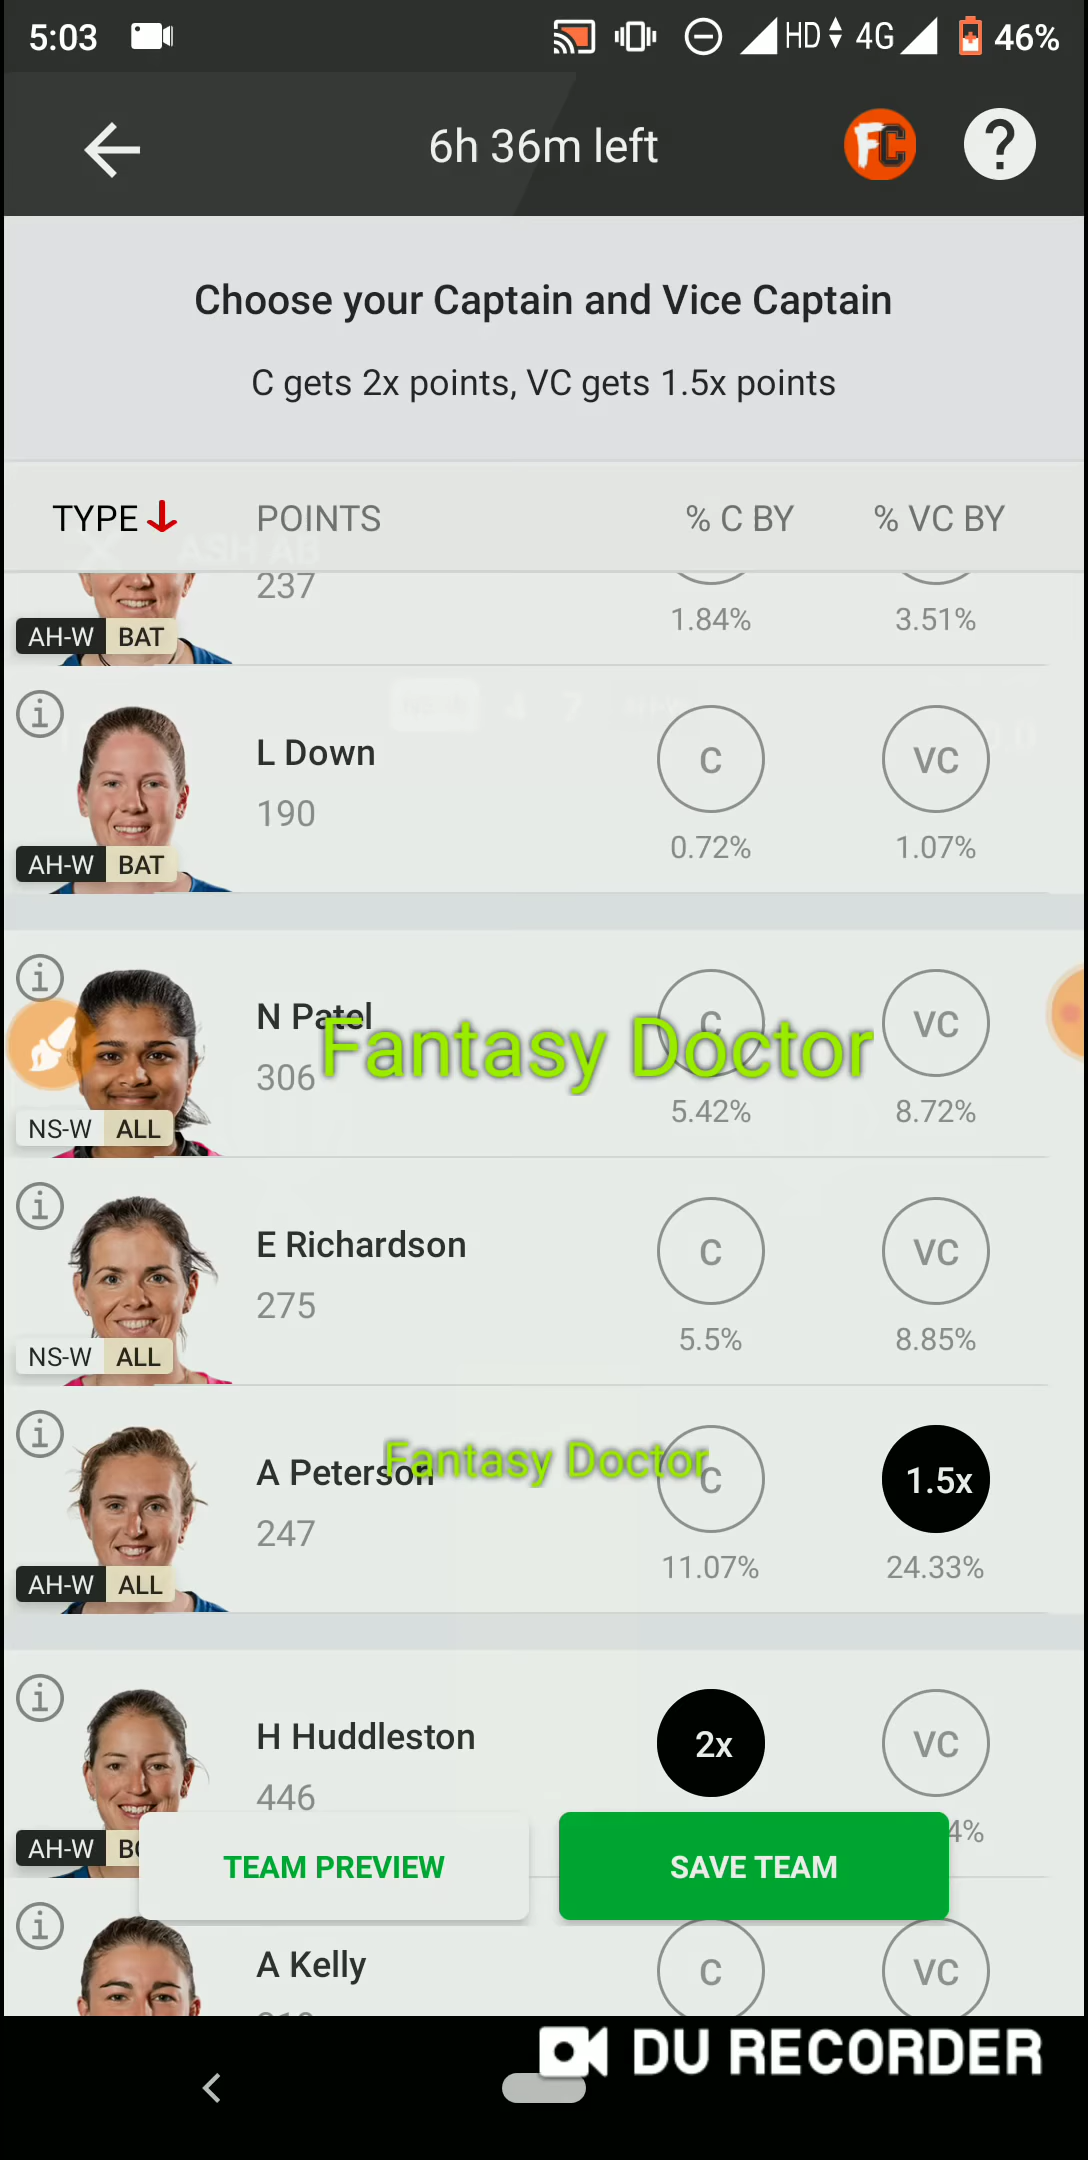 5:03 HD 4G 46%
6h 36m left FC ?
Choose your Captain and Vice Captain
C gets 2x points, VC gets 1.5x points
TYPE POINTS % C BY % VC BY
ASH AB
237 1.84% 3.51%
AH-W BAT
L Down C VC
190 0.72% 1.07%
AH-W BAT
N Patel C VC
Fantasy Doctor
306 5.42% 8.72%
NS-W ALL
E Richardson C VC
275 5.5% 8.85%
NS-W ALL
A Peterson C 1.5x
Fantasy Doctor
247 11.07% 24.33%
AH-W ALL
H Huddleston 2x VC
446 4%
AH-W
TEAM PREVIEW SAVE TEAM
A Kelly C VC
DU RECORDER